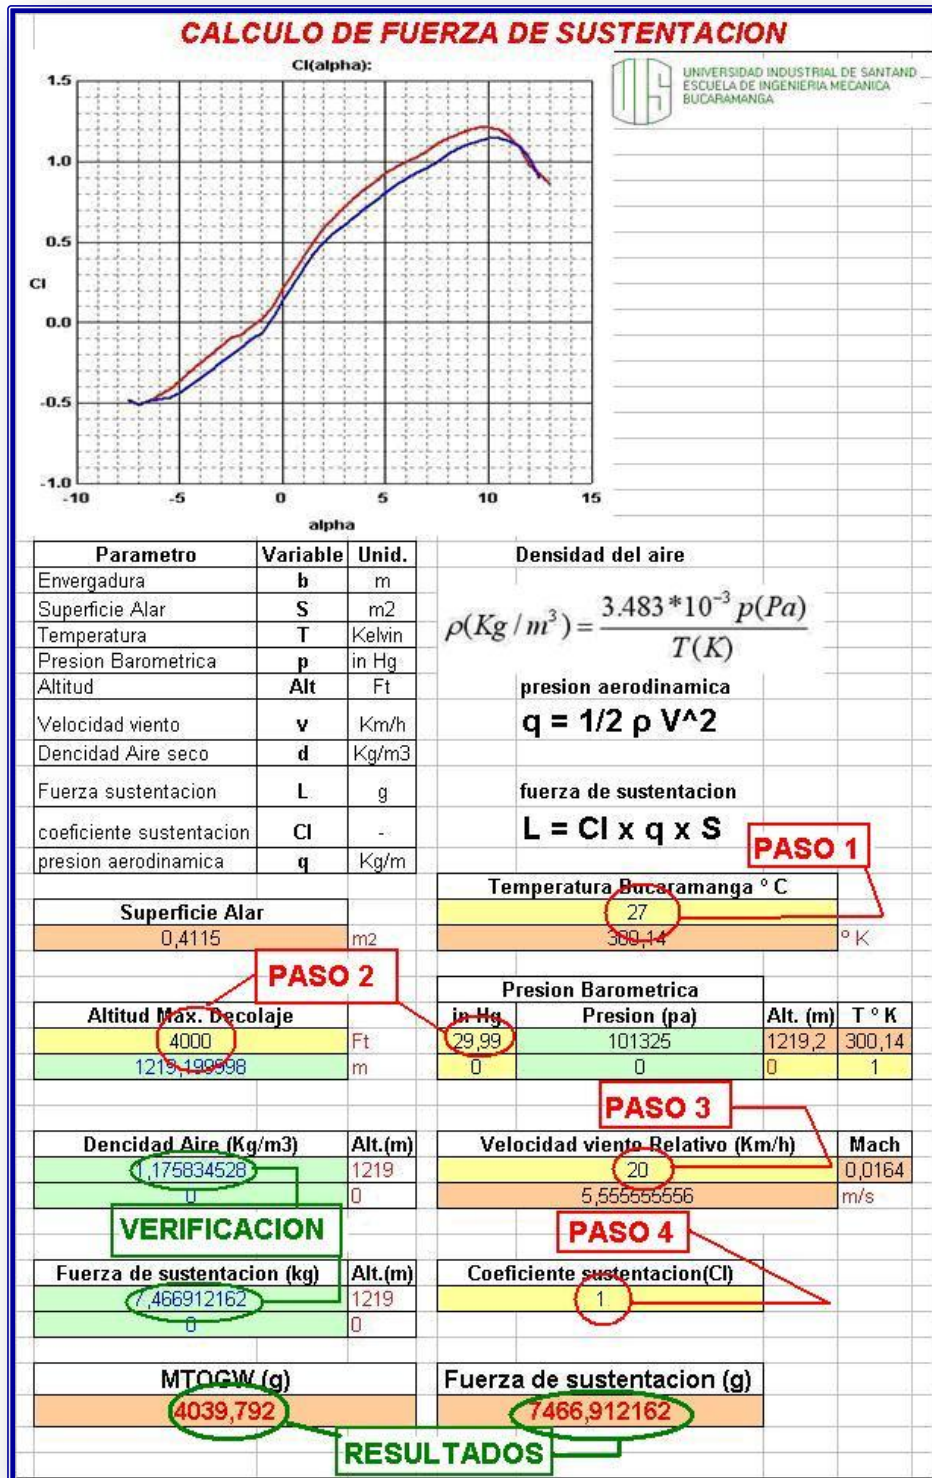 CALCULO DE FUERZA DE SUSTENTACION
Cl(alpha):
UNIVERSIDAD INDUSTRIAL DE SANTAND
ESCUELA DE INGENIERIA MECANICA
BUCARAMANGA
1.5
1.0
0.5
Cl
0.0
-0.5
-1.0
-10 -5 0 5 10 15
alpha
Parametro Variable Unid.
Envergadura b m
Superficie Alar S m2
Temperatura T Kelvin
Presion Barometrica p in Hg
Altitud Alt Ft
Velocidad viento v Km/h
Dencidad Aire seco d Kg/m3
Fuerza sustentacion L g
coeficiente sustentacion Cl -
presion aerodinamica q Kg/m
Densidad del aire
ρ(Kg/m³) = 3.483*10⁻³ p(Pa) / T(K)
presion aerodinamica
q = 1/2 ρ V^2
fuerza de sustentacion
L = Cl x q x S
PASO 1
Temperatura Bucaramanga º C
27
300,14 º K
Superficie Alar
0,4115 m2
PASO 2
Altitud Max. Decolaje
4000 Ft
1219,199998 m
Presion Barometrica
in Hg Presion (pa) Alt. (m) T º K
29,99 101325 1219,2 300,14
0 0 0 1
PASO 3
Dencidad Aire (Kg/m3) Alt.(m)
1,175834528 1219
0 0
Velocidad viento Relativo (Km/h) Mach
20 0,0164
5,555555556 m/s
VERIFICACION
PASO 4
Fuerza de sustentacion (kg) Alt.(m)
7,466912162 1219
0 0
Coeficiente sustentacion(Cl)
1
MTOGW (g)
4039,792
Fuerza de sustentacion (g)
7466,912162
RESULTADOS